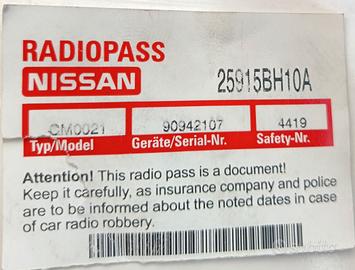 RADIOPASS
NISSAN 25915BH10A
CM0021 90942107 4419
Typ/Model Geräte/Serial-Nr. Safety-Nr.
Attention! This radio pass is a document!
Keep it carefully, as insurance company and police
are to be informed about the noted dates in case
of car radio robbery.